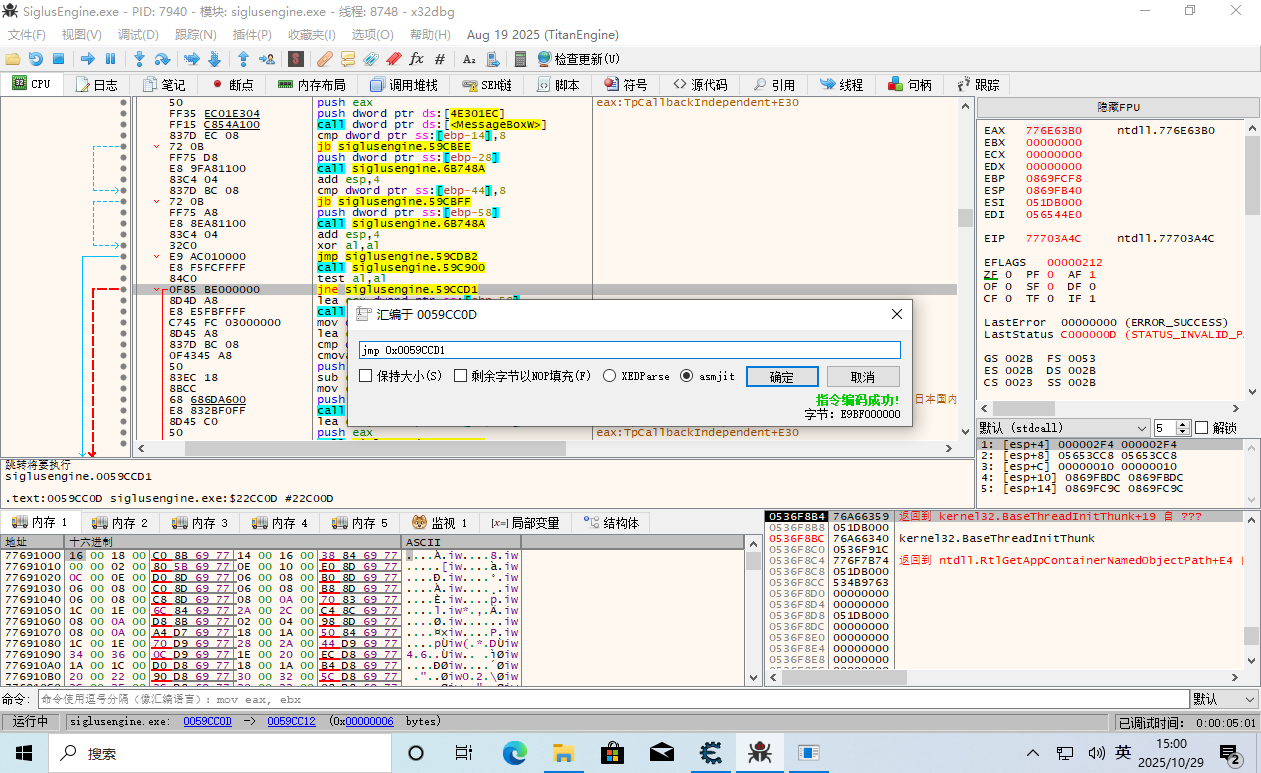 SiglusEngine.exe - PID: 7940 - 模块: siglusengine.exe - 线程: 8748 - x32dbg
文件(F) 视图(V) 调试(D) 跟踪(N) 插件(P) 收藏夹(I) 选项(O) 帮助(H) Aug 19 2025 (TitanEngine)
检查更新(U)
CPU 日志 笔记 断点 内存布局 调用堆栈 SEH链 脚本 符号 源代码 引用 线程 句柄 跟踪
50 push eax eax:TpCallbackIndependent+E30
FF35 EC01E304 push dword ptr ds:[4E301EC]
FF15 C854A100 call dword ptr ds:[<MessageBoxW>]
837D EC 08 cmp dword ptr ss:[ebp-14],8
72 0B jb siglusengine.59CBEE
FF75 D8 push dword ptr ss:[ebp-28]
E8 9FA81100 call siglusengine.6B748A
83C4 04 add esp,4
837D BC 08 cmp dword ptr ss:[ebp-44],8
72 0B jb siglusengine.59CBFF
FF75 A8 push dword ptr ss:[ebp-58]
E8 8EA81100 call siglusengine.6B748A
83C4 04 add esp,4
32C0 xor al,al
E9 AC010000 jmp siglusengine.59CDB2
E8 F5FCFFFF call siglusengine.59C900
84C0 test al,al
0F85 BE000000 jne siglusengine.59CCD1
8D4D A8 lea
E8 E5FBFFFF call
C745 FC 03000000 mov
8D45 A8 lea
837D BC 08 cmp
0F4345 A8 cmova
50 push
83EC 18 sub
8BCC mov
68 686DA600 push 日本国内
E8 832BF0FF call
8D45 C0 lea
50 push eax eax:TpCallbackIndependent+E30
汇编于 0059CC0D
jmp 0x0059CCD1
保持大小(S) 剩余字节以NOP填充(F) XEDParse asmjit 确定 取消
指令编码成功!
字节: E9BF000000
隐藏FPU
EAX 776E63B0 ntdll.776E63B0
EBX 00000000
ECX 00000000
EDX 00000000
EBP 0869FCF8
ESP 0869FB40
ESI 051DB000
EDI 056544E0
EIP 77703A4C ntdll.77703A4C
EFLAGS 00000212
ZF 0 PF 0 AF 1
OF 0 SF 0 DF 0
CF 0 TF 0 IF 1
LastError 00000000 (ERROR_SUCCESS)
LastStatus C000000D (STATUS_INVALID_P
GS 002B FS 0053
ES 002B DS 002B
CS 0023 SS 002B
默认 (stdcall) 5 解锁
1: [esp+4] 000002F4 000002F4
2: [esp+8] 05653CC8 05653CC8
3: [esp+C] 00000010 00000010
4: [esp+10] 0869FBDC 0869FBDC
5: [esp+14] 0869FC9C 0869FC9C
跳转将要执行
siglusengine.0059CCD1
.text:0059CC0D siglusengine.exe:$22CC0D #22C00D
内存 1 内存 2 内存 3 内存 4 内存 5 监视 1 局部变量 结构体
地址 十六进制 ASCII
77691000 16 00 18 00 C0 8B 69 77 14 00 16 00 38 84 69 77
77691010 00 00 02 00 80 5B 69 77 0E 00 10 00 E0 8D 69 77
77691020 0C 00 0E 00 D0 8D 69 77 06 00 08 00 B0 8D 69 77
77691030 06 00 08 00 C0 8D 69 77 06 00 08 00 B8 8D 69 77
77691040 06 00 08 00 C8 8D 69 77 08 00 0A 00 70 83 69 77
77691050 1C 00 1E 00 6C 84 69 77 2A 00 2C 00 C4 8C 69 77
77691060 08 00 0A 00 D8 8B 69 77 02 00 04 00 98 8D 69 77
77691070 08 00 0A 00 A4 D7 69 77 18 00 1A 00 50 84 69 77
77691080 1C 00 1E 00 70 D9 69 77 28 00 2A 00 44 D9 69 77
77691090 34 00 36 00 0C D9 69 77 1E 00 20 00 EC D8 69 77
776910A0 1A 00 1C 00 D0 D8 69 77 18 00 1A 00 B4 D8 69 77
776910B0 20 00 22 00 90 D8 69 77 30 00 32 00 5C D8 69 77
0536F8B4 76A66359 返回到 kernel32.BaseThreadInitThunk+19 自 ???
0536F8B8 051DB000
0536F8BC 76A66340 kernel32.BaseThreadInitThunk
0536F8C0 0536F91C
0536F8C4 776F7B74 返回到 ntdll.RtlGetAppContainerNamedObjectPath+E4
0536F8C8 051DB000
0536F8CC 534B9763
0536F8D0 00000000
0536F8D4 00000000
0536F8D8 051DB000
0536F8DC 00000000
0536F8E0 00000000
0536F8E4 00000000
0536F8E8 00000000
命令: 命令使用逗号分隔（像汇编语言）: mov eax, ebx 默认
运行中 siglusengine.exe: 0059CC0D -> 0059CC12 (0x00000006 bytes) 已调试时间: 0:00:05:01
搜索 英 15:00
2025/10/29 2